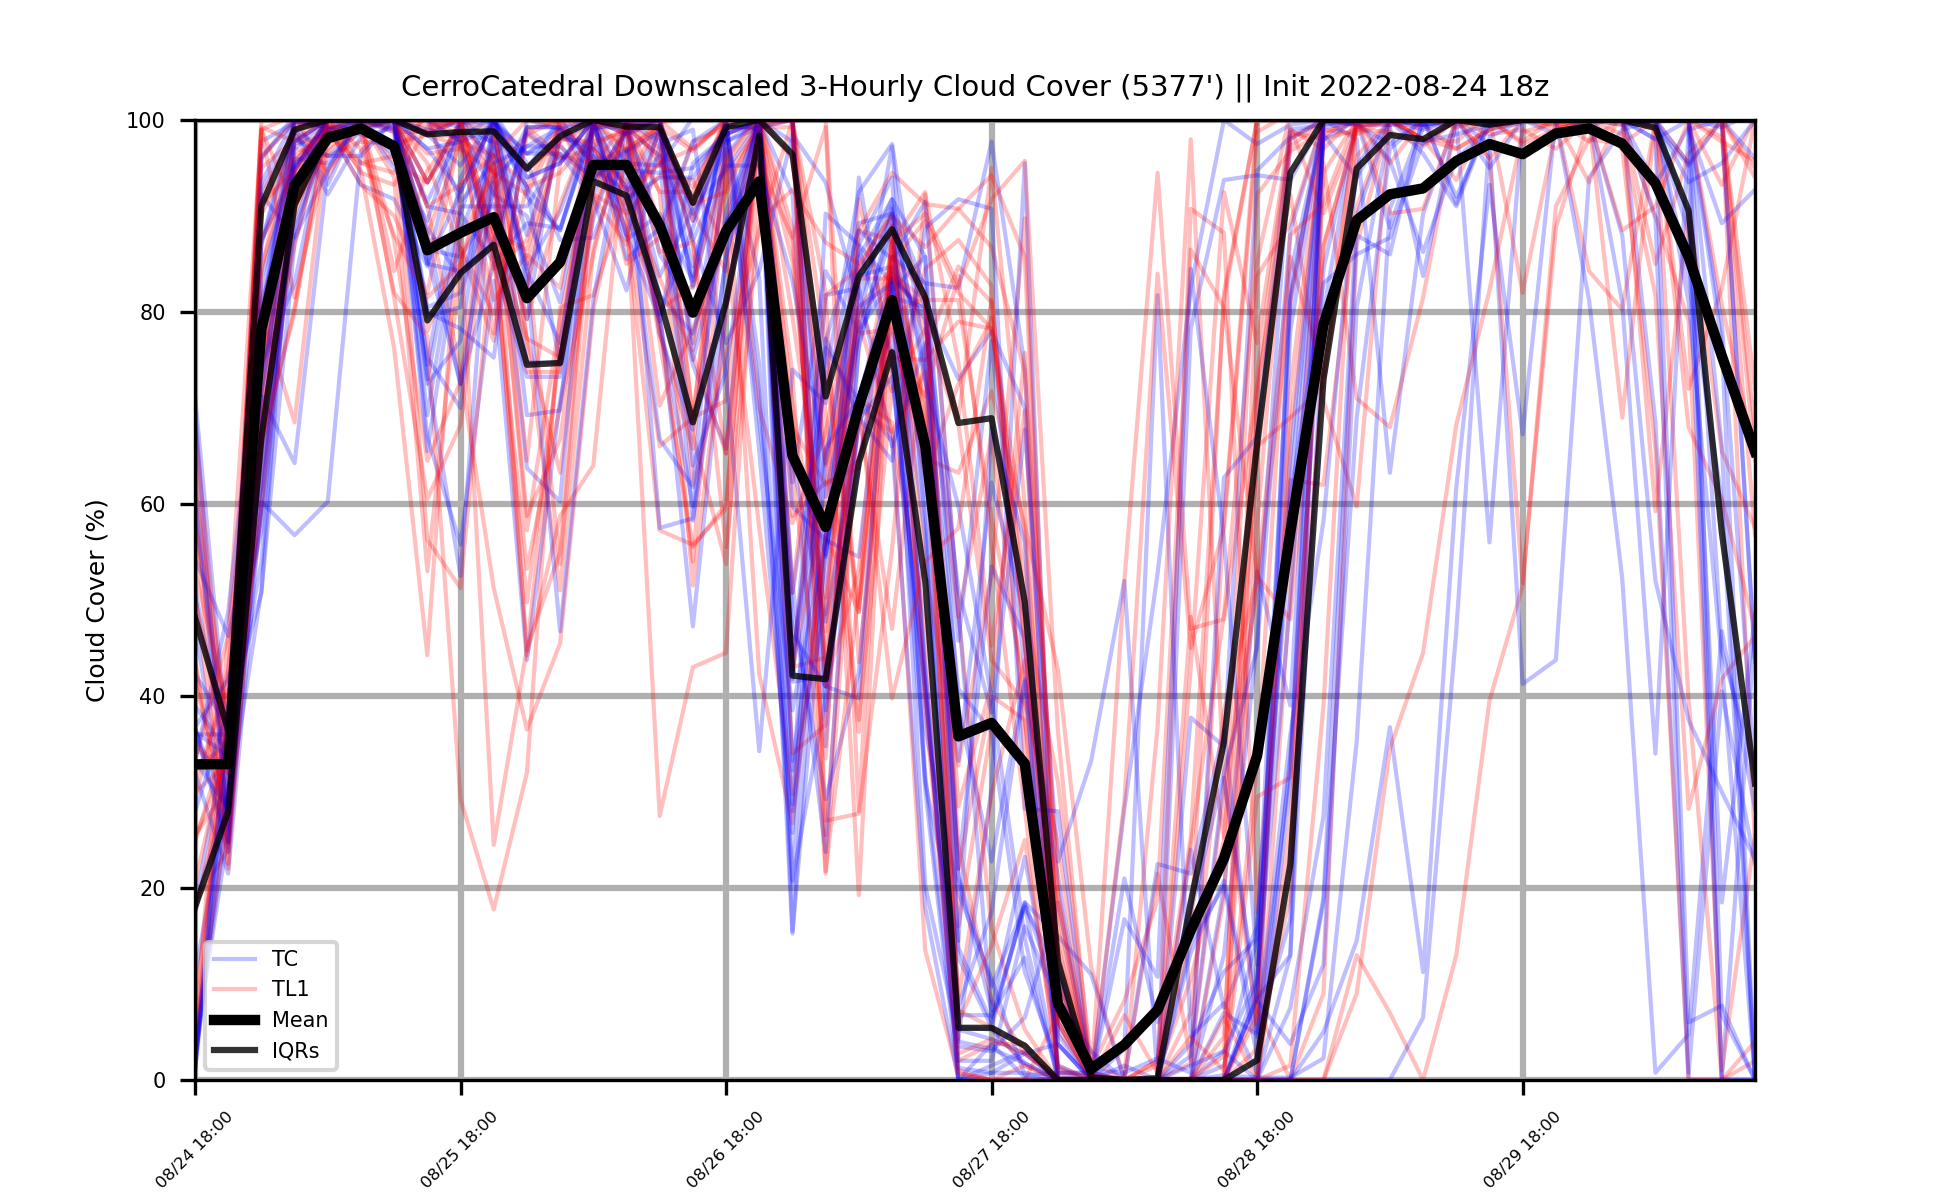 CerroCatedral Downscaled 3-Hourly Cloud Cover (5377') || Init 2022-08-24 18z
100
80
60
40
20
0
Cloud Cover (%)
TC
TL1
Mean
IQRs
08/24 18:00
08/25 18:00
08/26 18:00
08/27 18:00
08/28 18:00
08/29 18:00